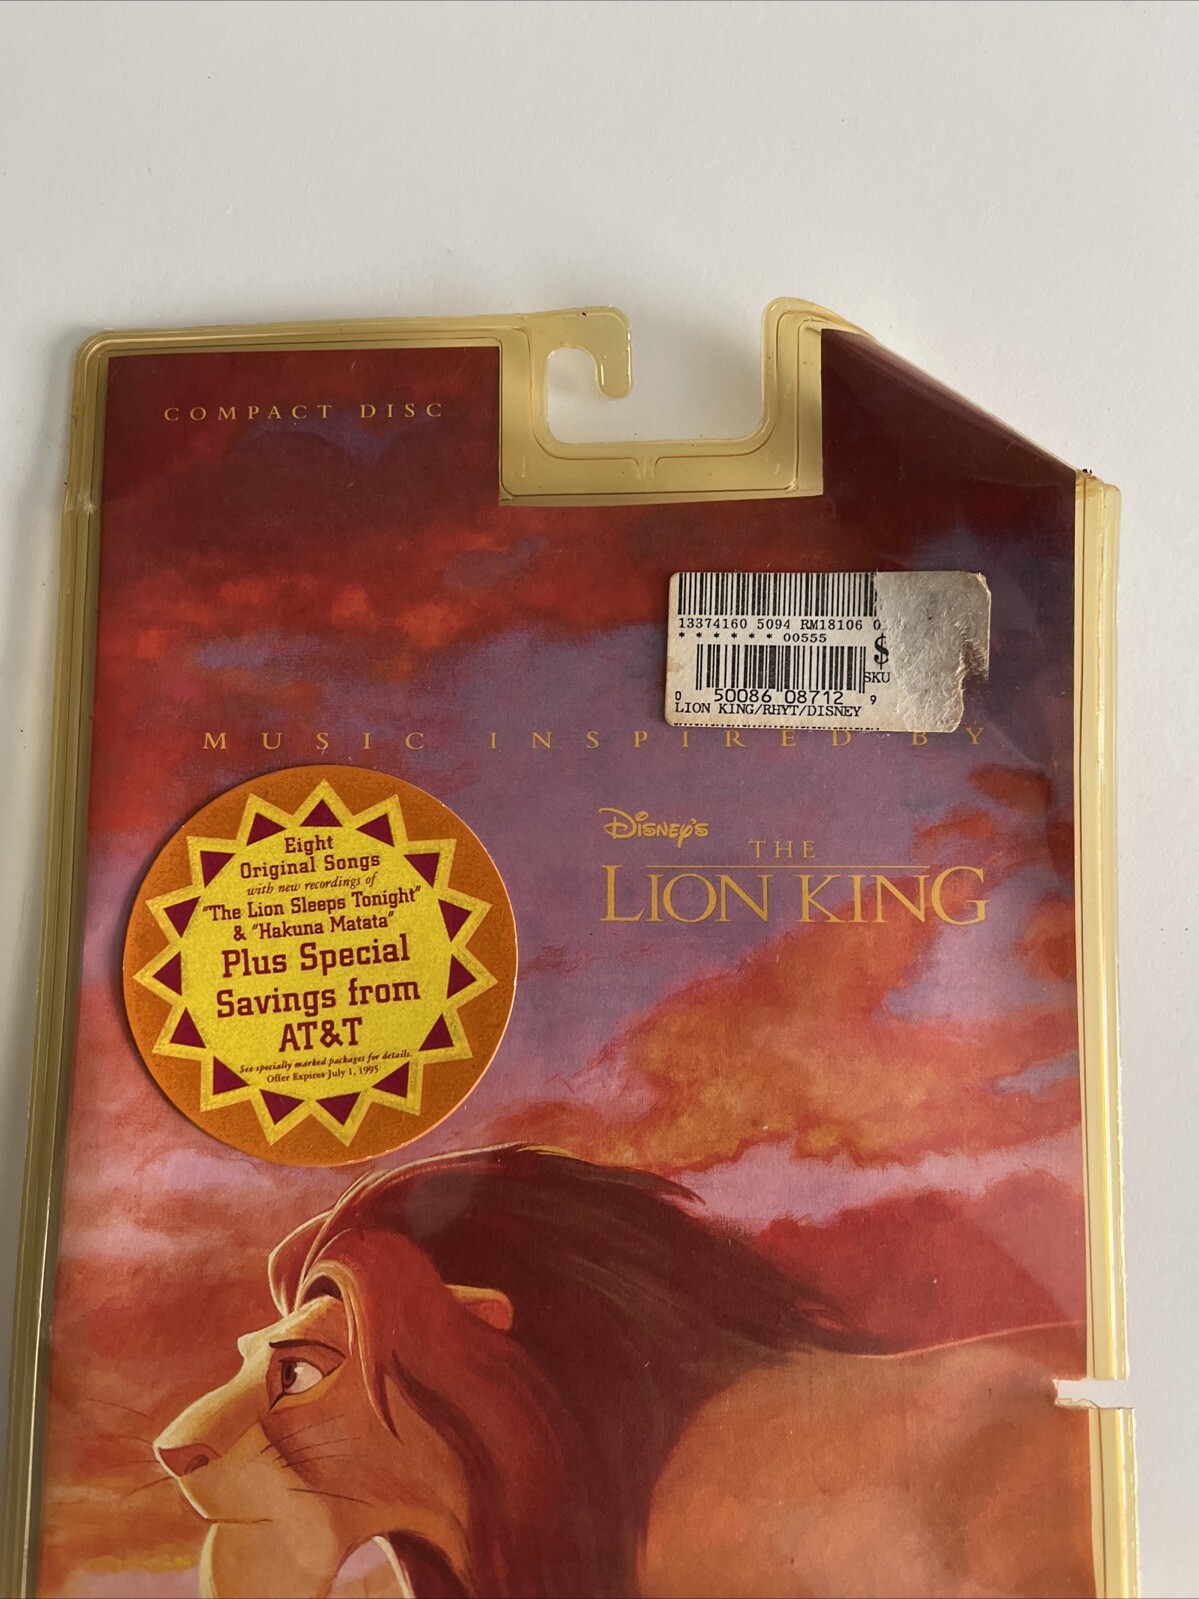 COMPACT DISC
13374160 5094 RM18106 0
* * * * * * 00555
$
SKU
0 50086 08712 9
LION KING/RHYT/DISNEY
MUSIC INSPIRED BY
Disney's
THE
LION KING
Eight
Original Songs
with new recordings of
"The Lion Sleeps Tonight"
& "Hakuna Matata"
Plus Special
Savings from
AT&T
See specially marked packages for details.
Offer Expires July 1, 1995